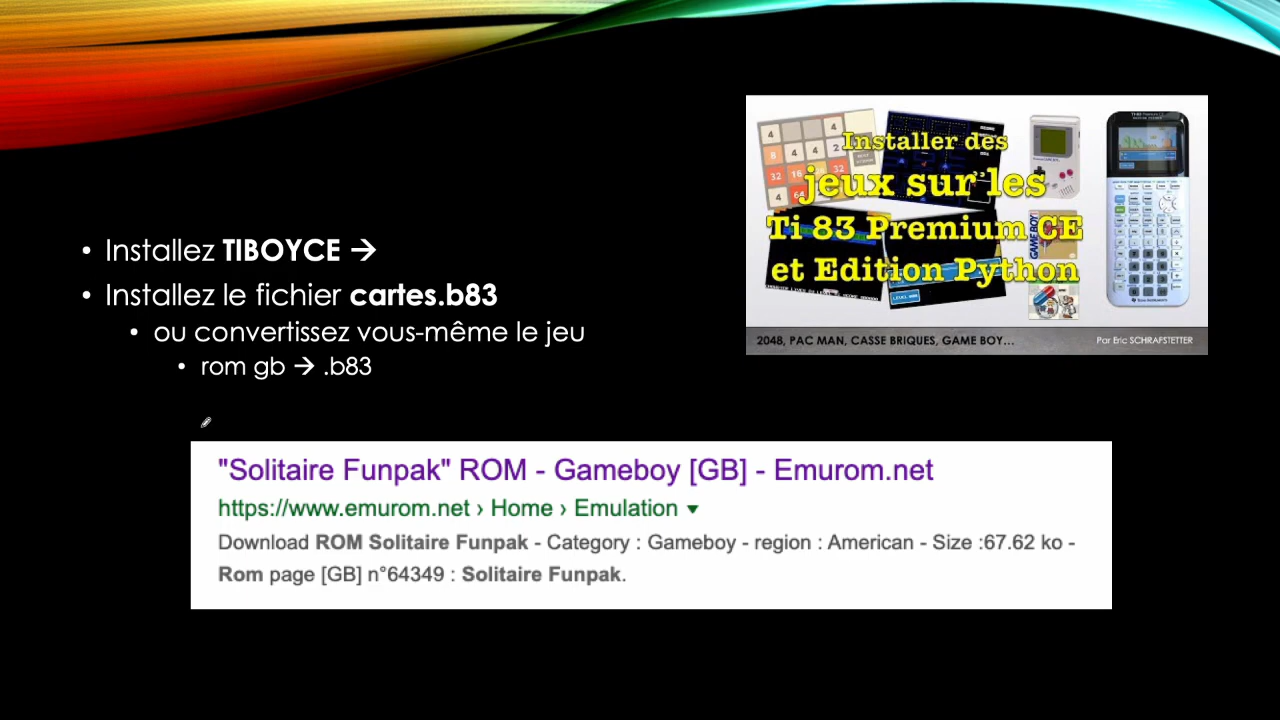 • Installez TIBOYCE →
• Installez le fichier cartes.b83
• ou convertissez vous-même le jeu
• rom gb → .b83
Installer des
jeux sur les
Ti 83 Premium CE
et Edition Python
GAMEBOY
2048, PAC MAN, CASSE BRIQUES, GAME BOY...
Par Eric SCHRAFSTETTER
"Solitaire Funpak" ROM - Gameboy [GB] - Emurom.net
https://www.emurom.net › Home › Emulation ▼
Download ROM Solitaire Funpak - Category : Gameboy - region : American - Size :67.62 ko -
Rom page [GB] n°64349 : Solitaire Funpak.